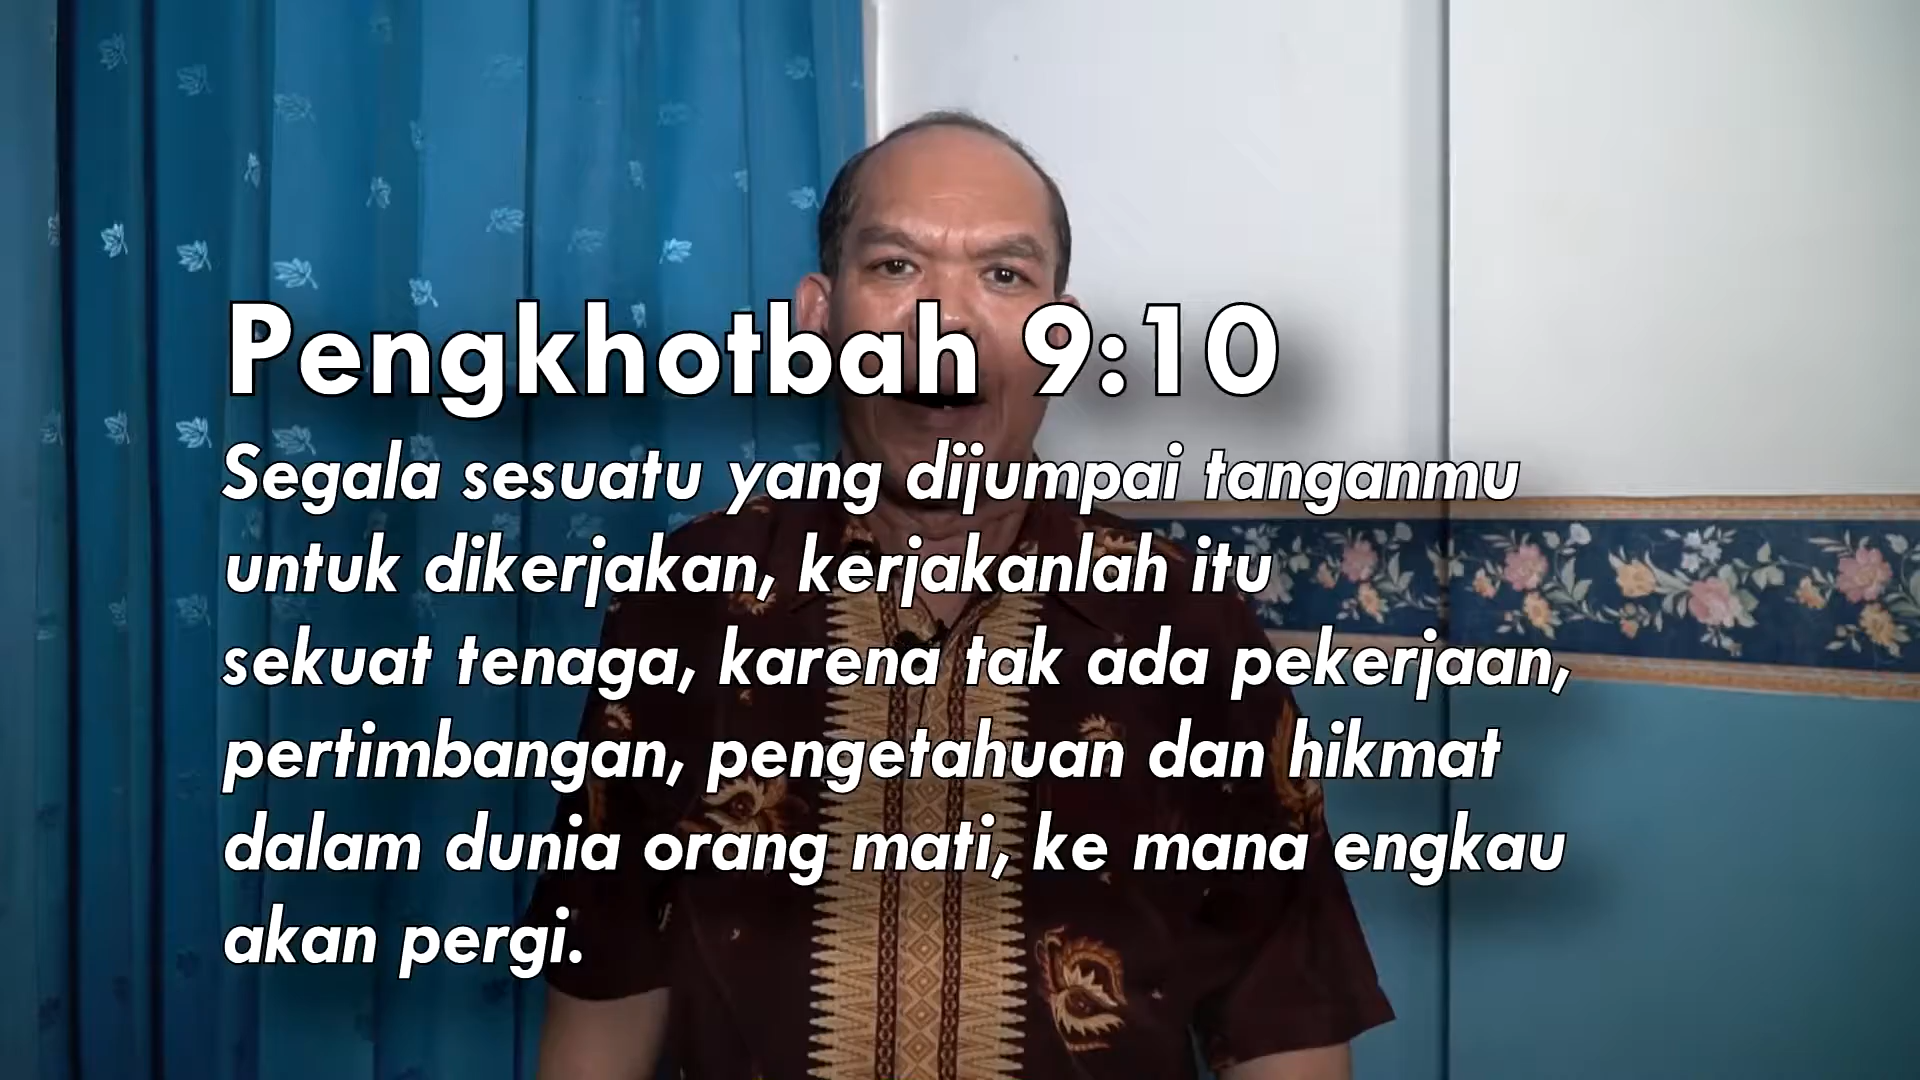 Pengkhotbah 9:10
Segala sesuatu yang dijumpai tanganmu
untuk dikerjakan, kerjakanlah itu
sekuat tenaga, karena tak ada pekerjaan,
pertimbangan, pengetahuan dan hikmat
dalam dunia orang mati, ke mana engkau
akan pergi.